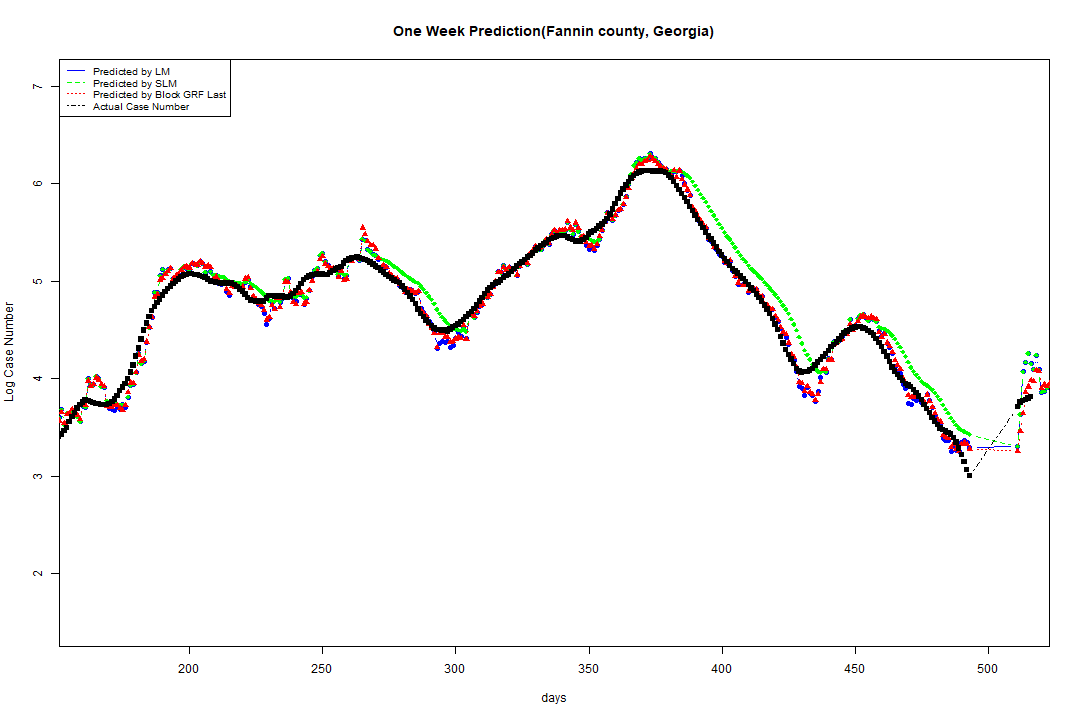 One Week Prediction(Fannin county, Georgia)
Predicted by LM
Predicted by SLM
Predicted by Block GRF Last
Actual Case Number
7
6
5
4
3
2
Log Case Number
200 250 300 350 400 450 500
days